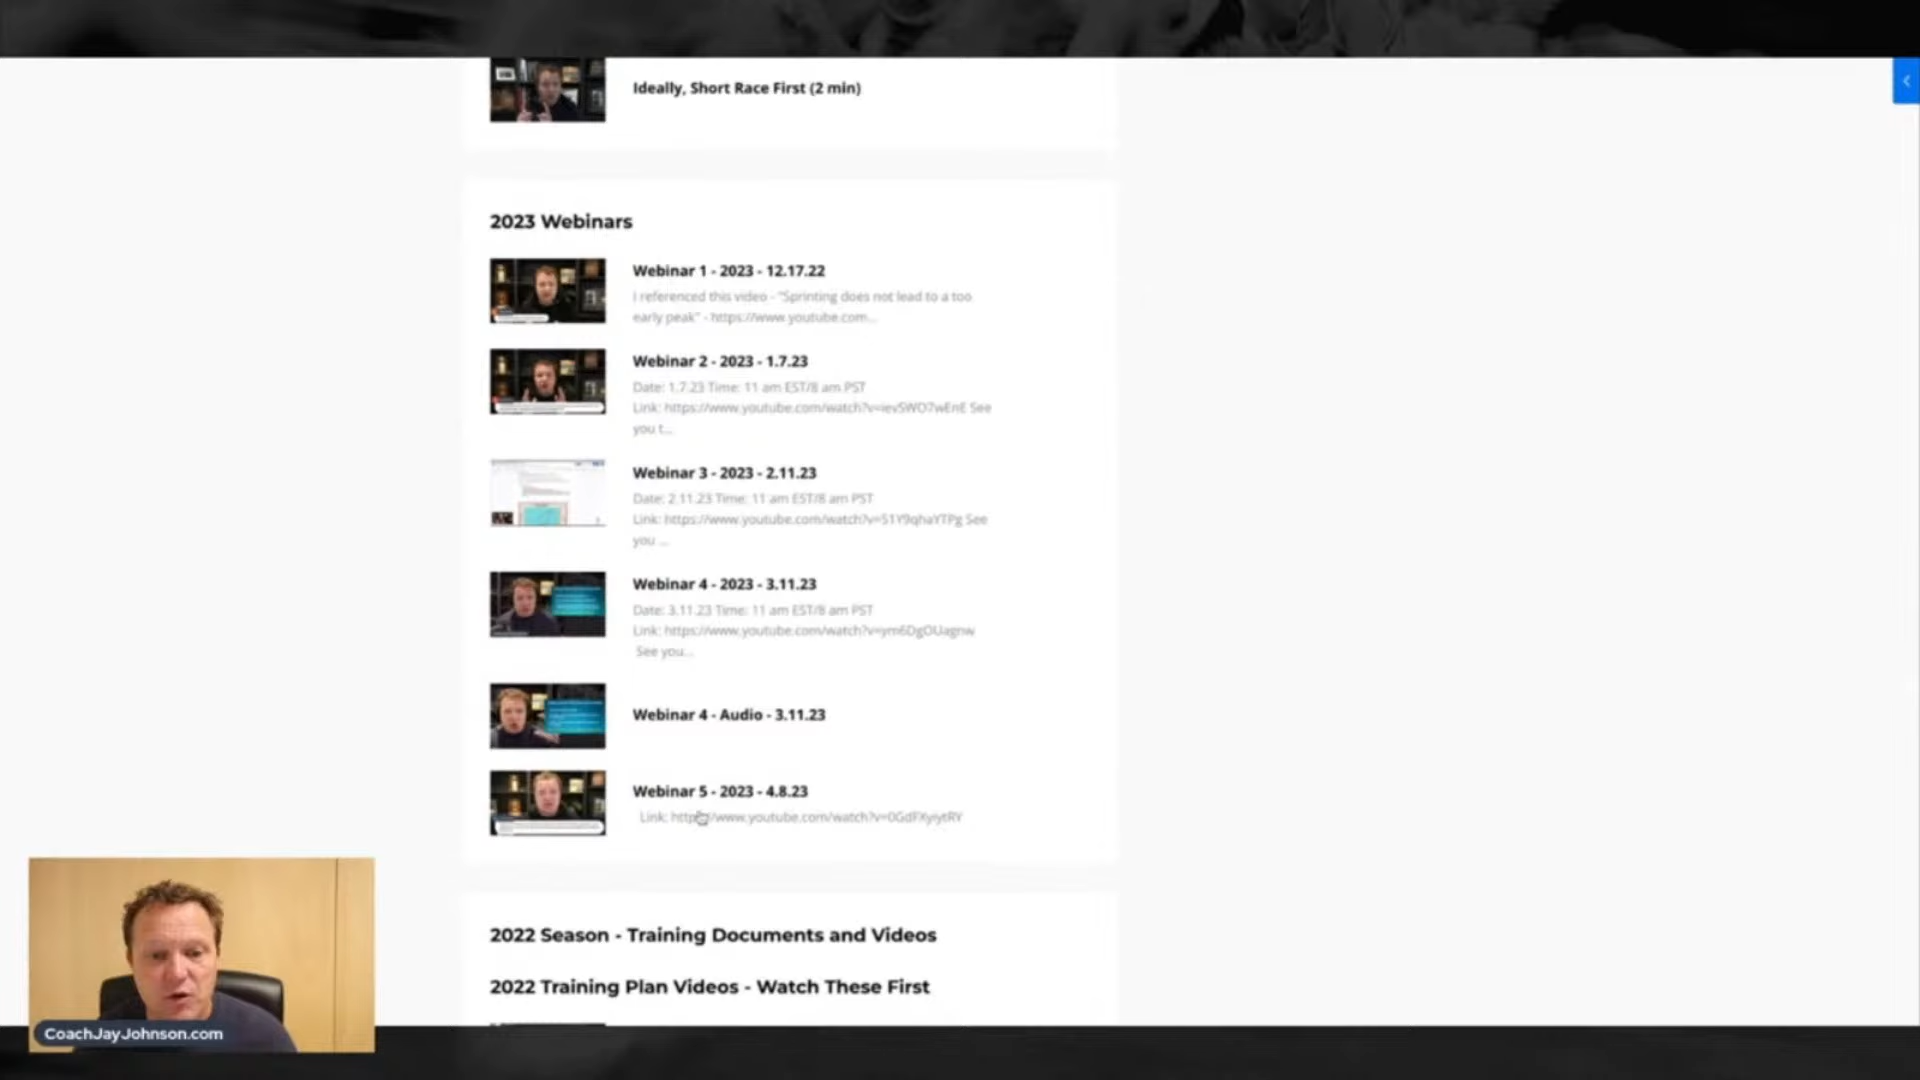 Ideally, Short Race First (2 min)
2023 Webinars
Webinar 1 - 2023 - 12.17.22
I referenced this video - "Sprinting does not lead to a too
early peak" - https://www.youtube.com...
Webinar 2 - 2023 - 1.7.23
Date: 1.7.23 Time: 11 am EST/8 am PST
Link: https://www.youtube.com/watch?v=ievSWO7wEnE See
you t...
Webinar 3 - 2023 - 2.11.23
Date: 2.11.23 Time: 11 am EST/8 am PST
Link: https://www.youtube.com/watch?v=51Y9qhaYTPg See
you ...
Webinar 4 - 2023 - 3.11.23
Date: 3.11.23 Time: 11 am EST/8 am PST
Link: https://www.youtube.com/watch?v=ym6DgOUagnw
See you...
Webinar 4 - Audio - 3.11.23
Webinar 5 - 2023 - 4.8.23
Link: https://www.youtube.com/watch?v=0GdFXyiytRY
2022 Season - Training Documents and Videos
2022 Training Plan Videos - Watch These First
CoachJayJohnson.com